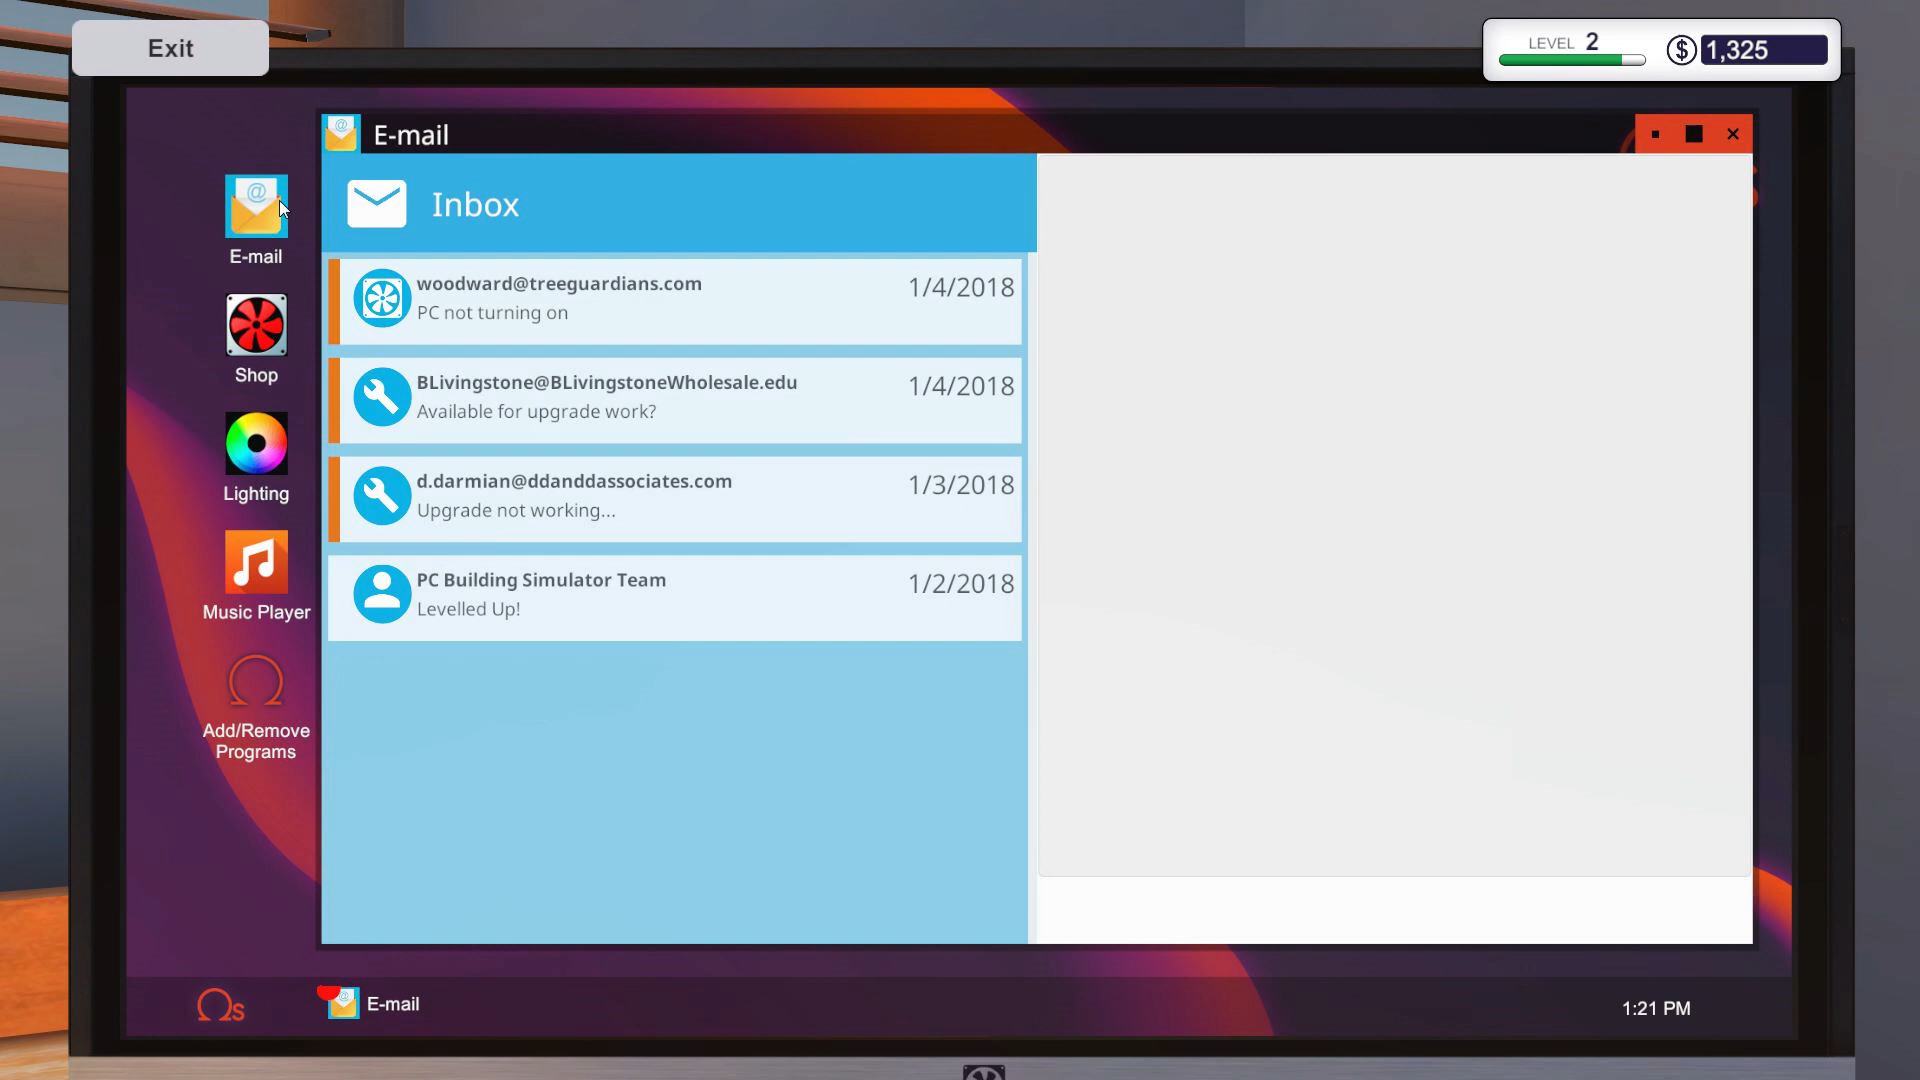 Exit
LEVEL 2
$ 1,325
E-mail
Inbox
woodward@treeguardians.com
1/4/2018
PC not turning on
BLivingstone@BLivingstoneWholesale.edu
1/4/2018
Available for upgrade work?
d.darmian@ddanddassociates.com
1/3/2018
Upgrade not working...
PC Building Simulator Team
1/2/2018
Levelled Up!
E-mail
Shop
Lighting
Music Player
Add/Remove
Programs
Ωs
E-mail
1:21 PM